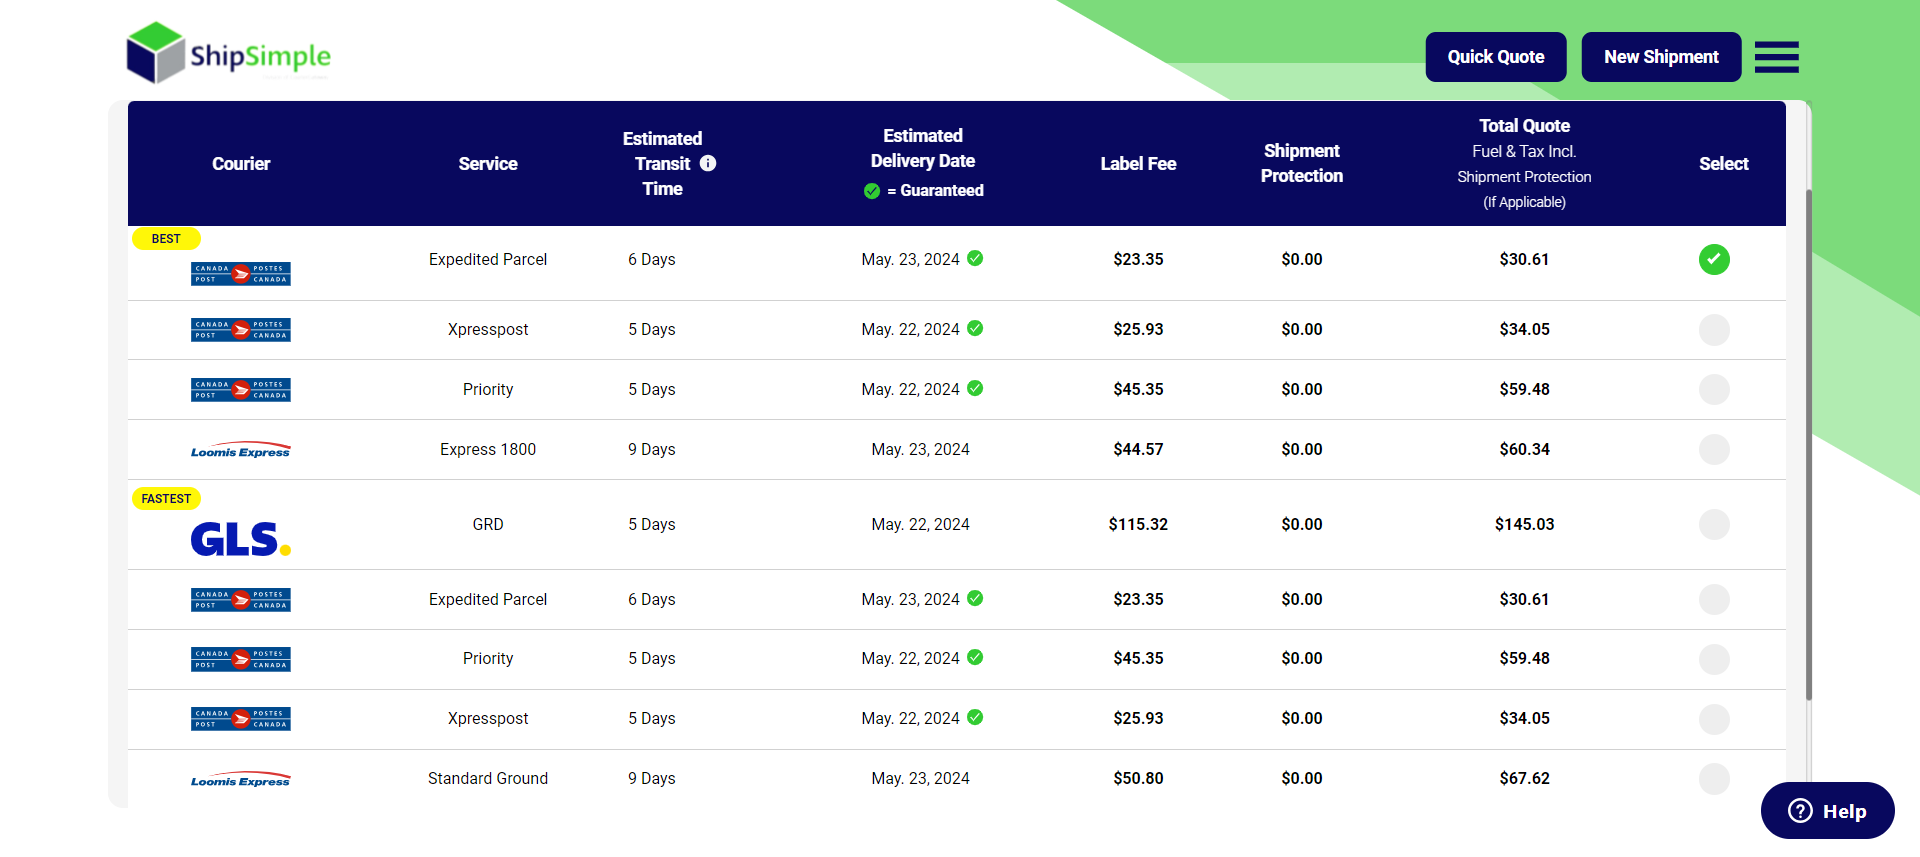 ShipSimple
Quick Quote
New Shipment
Courier
Service
Estimated
Transit
Time
Estimated
Delivery Date
= Guaranteed
Label Fee
Shipment
Protection
Total Quote
Fuel & Tax Incl.
Shipment Protection
(If Applicable)
Select
BEST
CANADA POSTES
POST CANADA
Expedited Parcel
6 Days
May. 23, 2024
$23.35
$0.00
$30.61
CANADA POSTES
POST CANADA
Xpresspost
5 Days
May. 22, 2024
$25.93
$0.00
$34.05
CANADA POSTES
POST CANADA
Priority
5 Days
May. 22, 2024
$45.35
$0.00
$59.48
Loomis Express
Express 1800
9 Days
May. 23, 2024
$44.57
$0.00
$60.34
FASTEST
GLS.
GRD
5 Days
May. 22, 2024
$115.32
$0.00
$145.03
CANADA POSTES
POST CANADA
Expedited Parcel
6 Days
May. 23, 2024
$23.35
$0.00
$30.61
CANADA POSTES
POST CANADA
Priority
5 Days
May. 22, 2024
$45.35
$0.00
$59.48
CANADA POSTES
POST CANADA
Xpresspost
5 Days
May. 22, 2024
$25.93
$0.00
$34.05
Loomis Express
Standard Ground
9 Days
May. 23, 2024
$50.80
$0.00
$67.62
Help